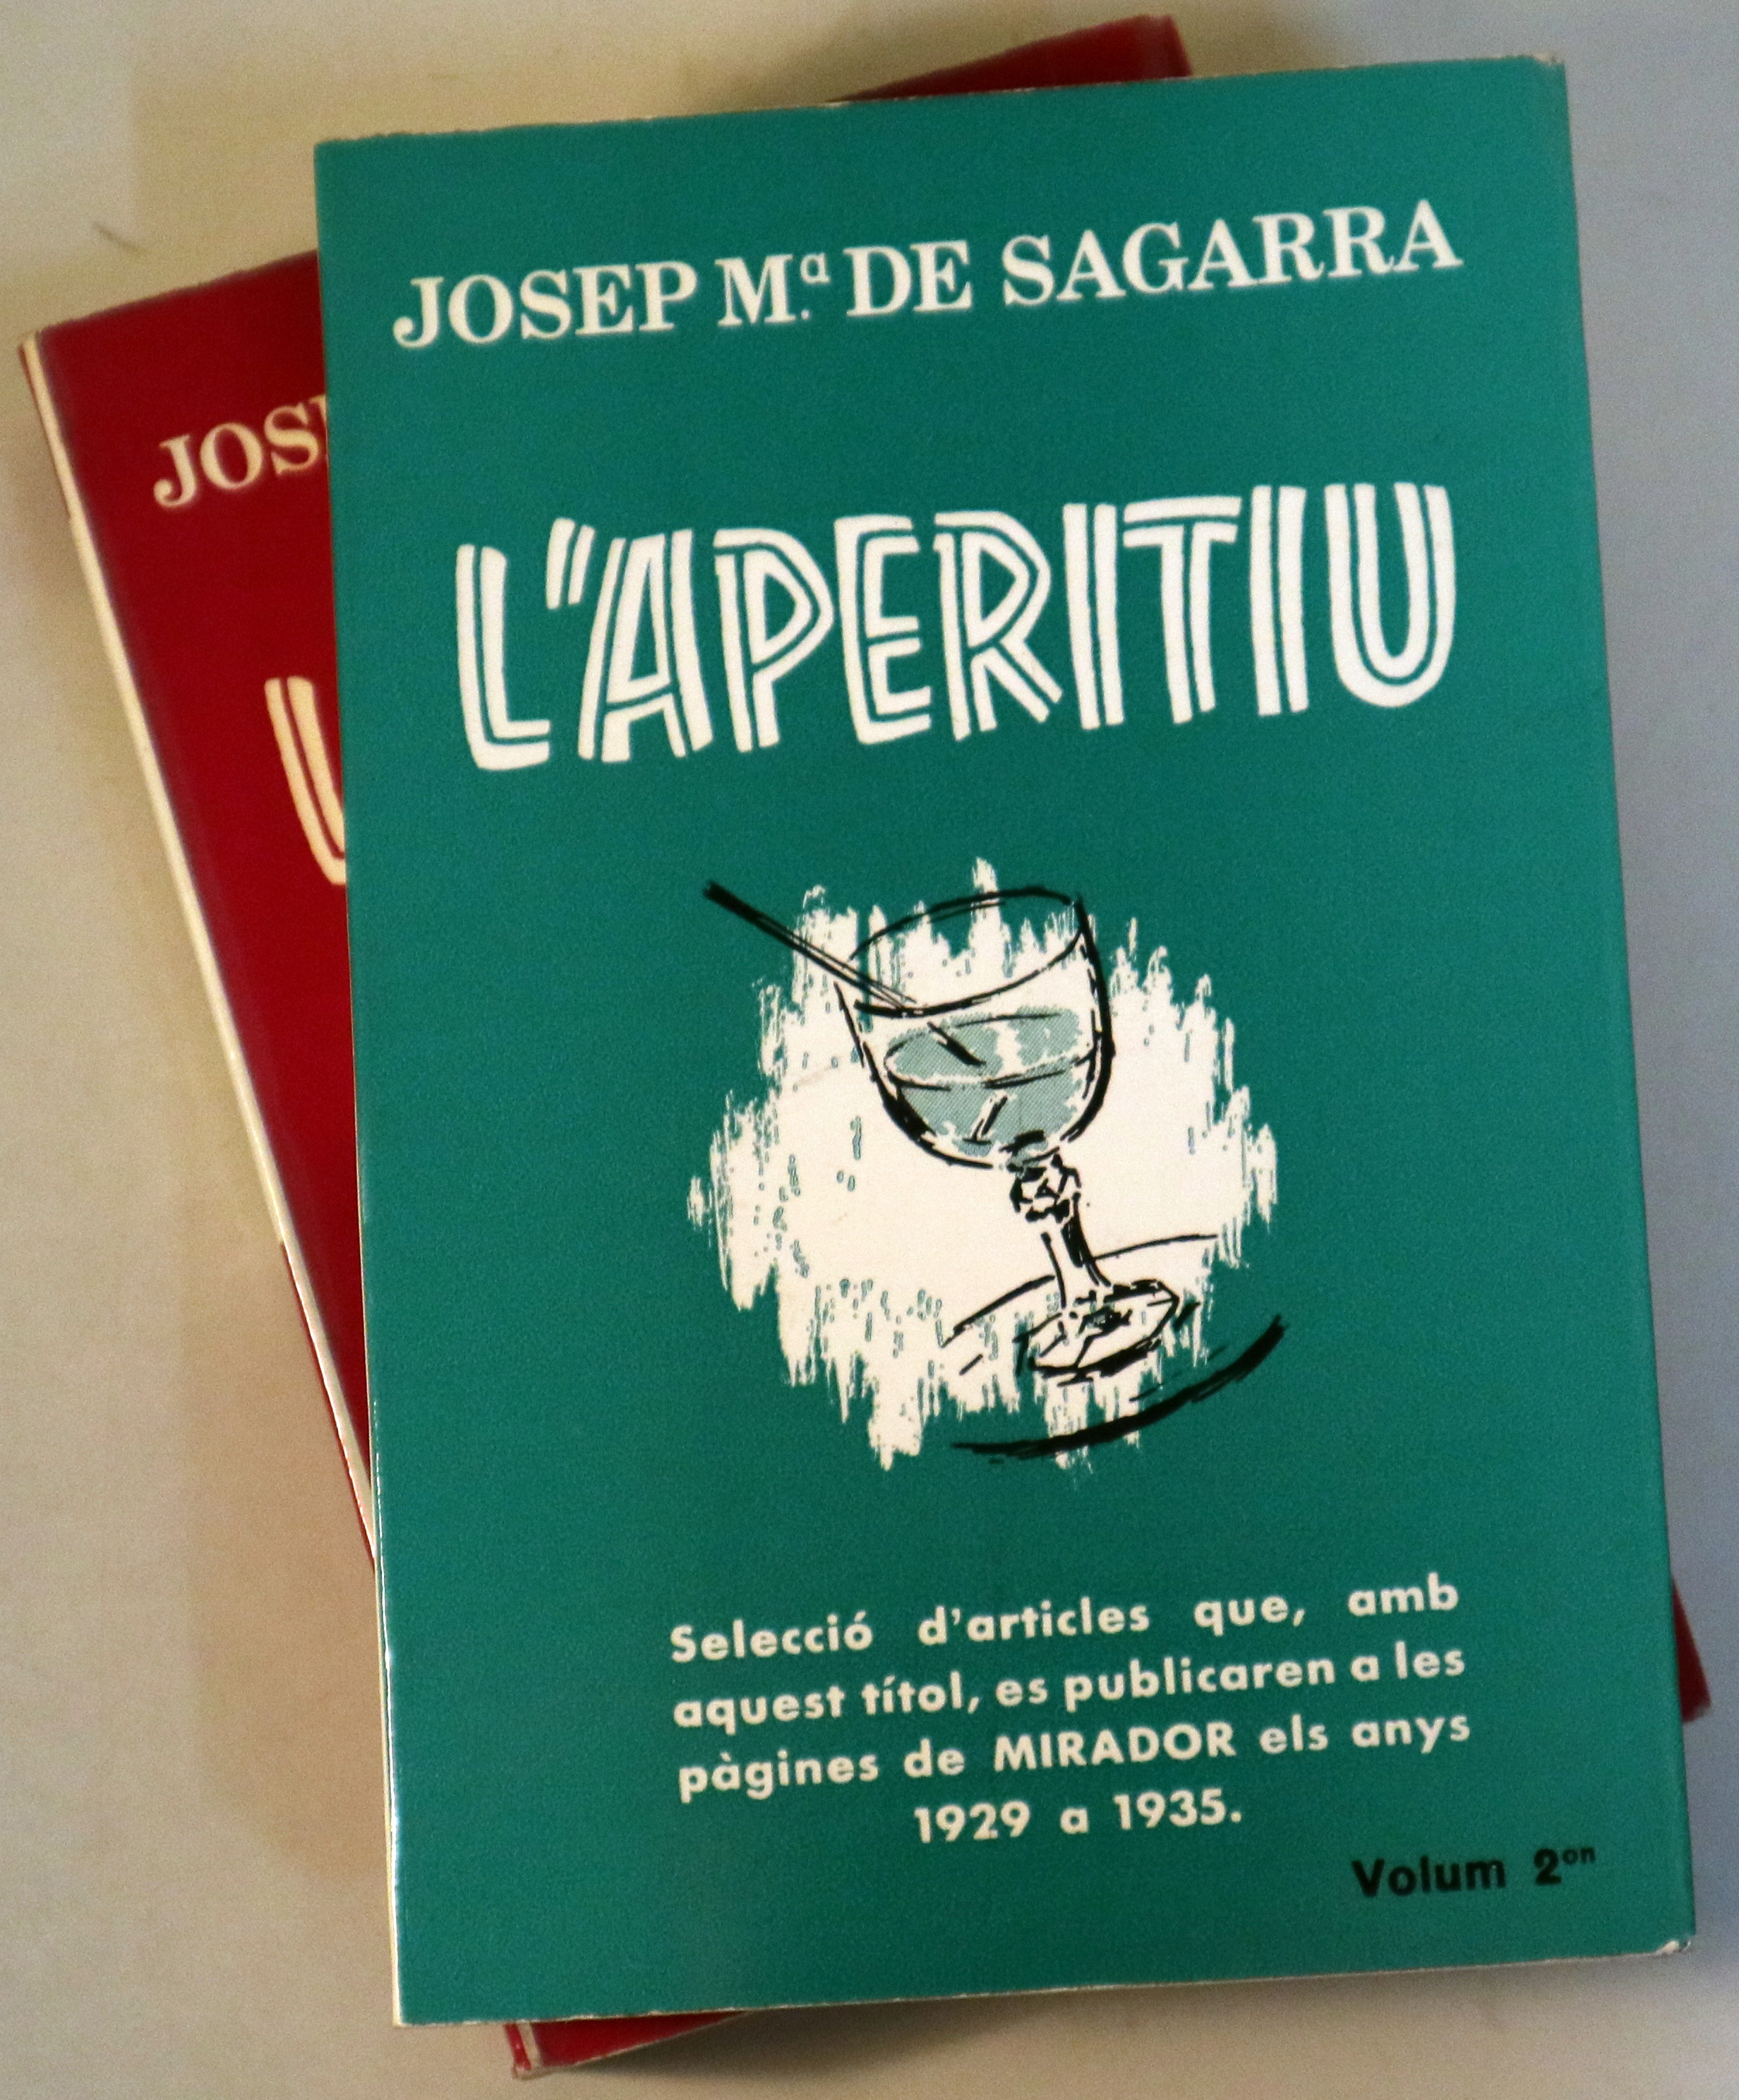 JOSEP M.ª DE SAGARRA
L'APERITIU
Selecció d'articles que, amb
aquest títol, es publicaren a les
pàgines de MIRADOR els anys
1929 a 1935.
Volum 2on
JOS
L